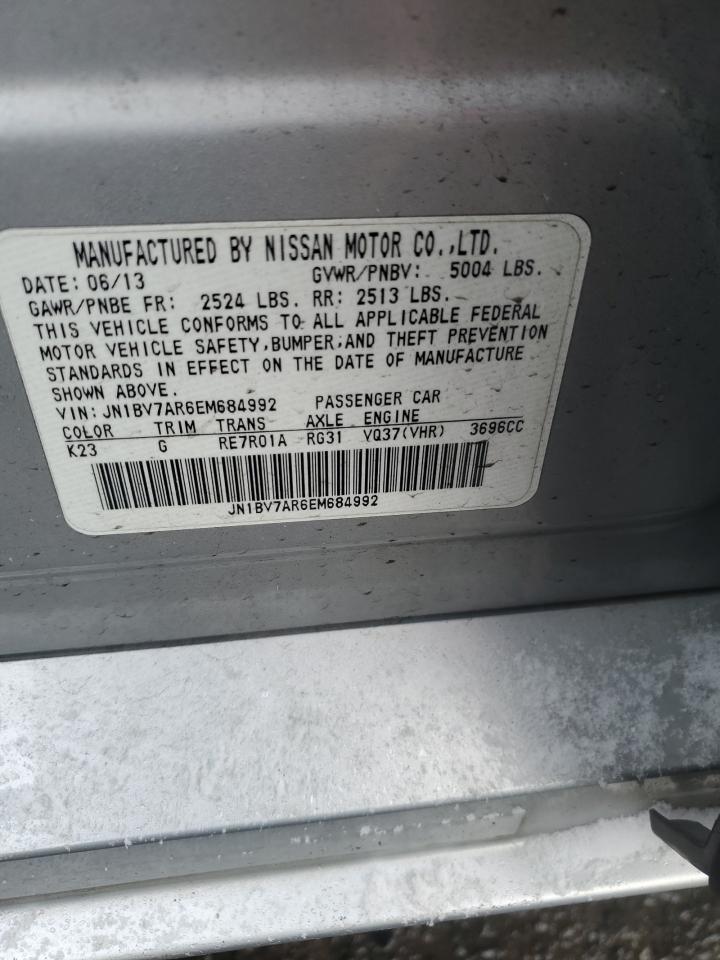 MANUFACTURED BY NISSAN MOTOR CO.,LTD.
DATE: 06/13 GVWR/PNBV: 5004 LBS.
GAWR/PNBE FR: 2524 LBS. RR: 2513 LBS.
THIS VEHICLE CONFORMS TO ALL APPLICABLE FEDERAL
MOTOR VEHICLE SAFETY,BUMPER,AND THEFT PREVENTION
STANDARDS IN EFFECT ON THE DATE OF MANUFACTURE
SHOWN ABOVE.
VIN: JN1BV7AR6EM684992 PASSENGER CAR
COLOR TRIM TRANS AXLE ENGINE
K23 G RE7R01A RG31 VQ37(VHR) 3696CC
JN1BV7AR6EM684992